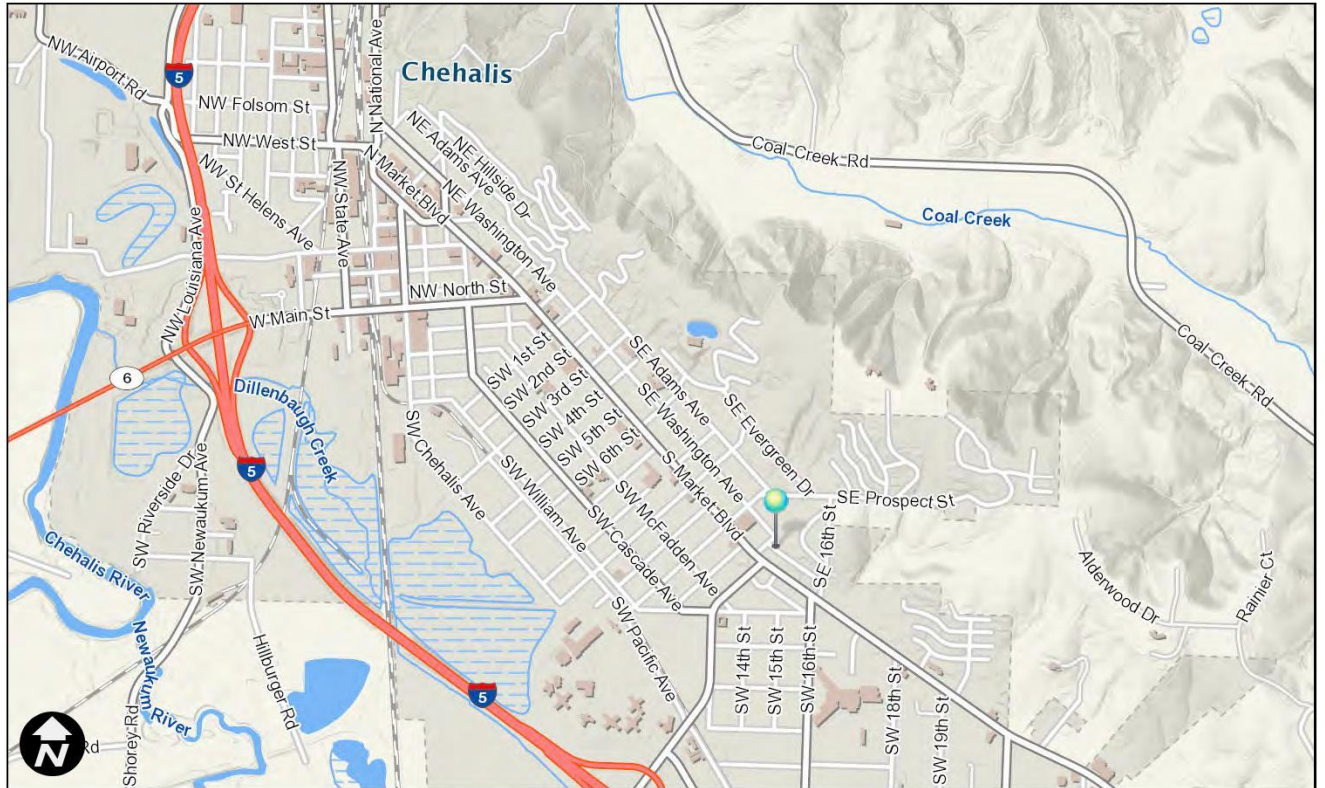 NW Airport Rd
5
N National Ave
Chehalis
NW Folsom St
NW West St
NE Hillside Dr
NE Adams Ave
N Market Blvd
NW State Ave
NW St Helens Ave
NE Washington Ave
Coal Creek Rd
Coal Creek
NW Louisiana Ave
NW North St
W Main St
Coal Creek Rd
6
SW 1st St
SW 2nd St
SW 3rd St
SW 4th St
SW 5th St
SW 6th St
SE Adams Ave
SE Washington Ave
SE Evergreen Dr
Dillenbaugh Creek
SW Chehalis Ave
5
S Market Blvd
SE Prospect St
SW Riverside Dr
SW Newaukum Ave
SW William Ave
SW McFadden Ave
SW Cascade Ave
SE 16th St
Chehalis River
Alderwood Dr
Rainier Ct
Newaukum River
Hillburger Rd
SW Pacific Ave
SW 14th St
SW 15th St
SW 16th St
SW 18th St
SW 19th St
5
Shorey Rd
Rd
N